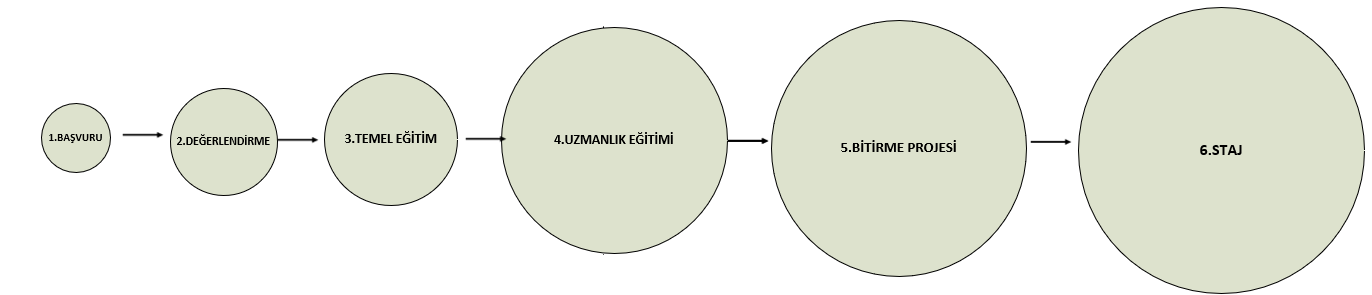 1.BAŞVURU
2.DEĞERLENDİRME
3.TEMEL EĞİTİM
4.UZMANLIK EĞİTİMİ
5.BİTİRME PROJESİ
6.STAJ